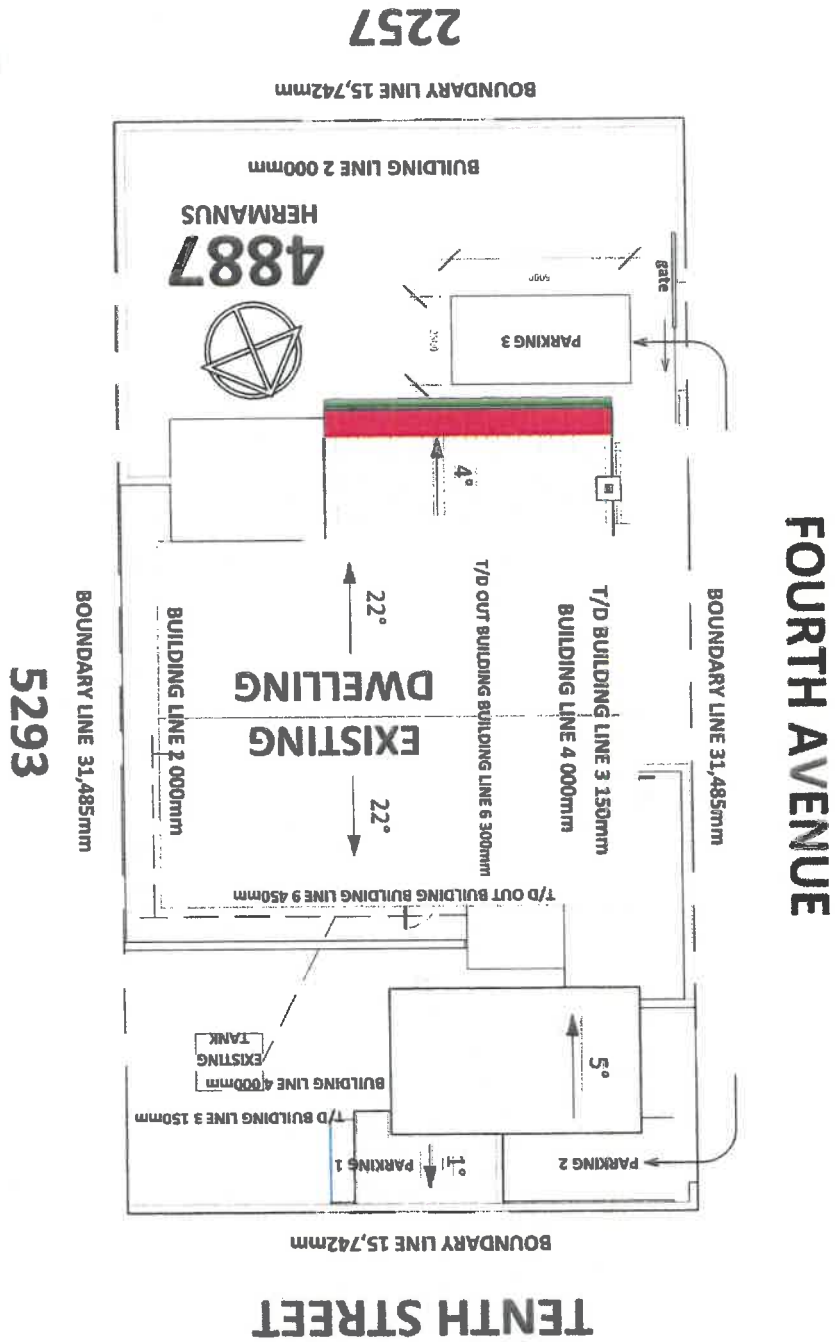 TENTH STREET
BOUNDARY LINE 15,742mm
PARKING 2
1°
PARKING 1
T/D BUILDING LINE 3 150mm
BUILDING LINE 4 000mm
EXISTING
TANK
5°
T/D OUT BUILDING BUILDING LINE 9 450mm
FOURTH AVENUE
BOUNDARY LINE 31,485mm
T/D BUILDING LINE 3 150mm
BUILDING LINE 4 000mm
T/D OUT BUILDING BUILDING LINE 6 300mm
22°
EXISTING
DWELLING
22°
BUILDING LINE 2 000mm
BOUNDARY LINE 31,485mm
5293
4°
PARKING 3
gate
4887
HERMANUS
BUILDING LINE 2 000mm
BOUNDARY LINE 15,742mm
2257